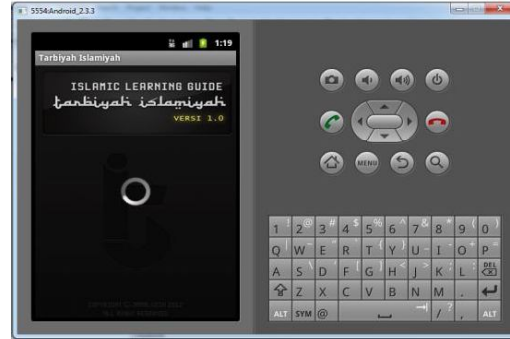 5554:Android_2.3.3
1:19
Tarbiyah Islamiyah
ISLAMIC LEARNING GUIDE
tarbiyah islamiyah
VERSI 1.0
MENU
1 ! 2 @ 3 # 4 $ 5 % 6 ^ 7 & 8 * 9 ( 0 )
Q W E R T Y U I O P
A S D F G H J K L DEL
Z X C V B N M .
ALT SYM @ / ? , ALT